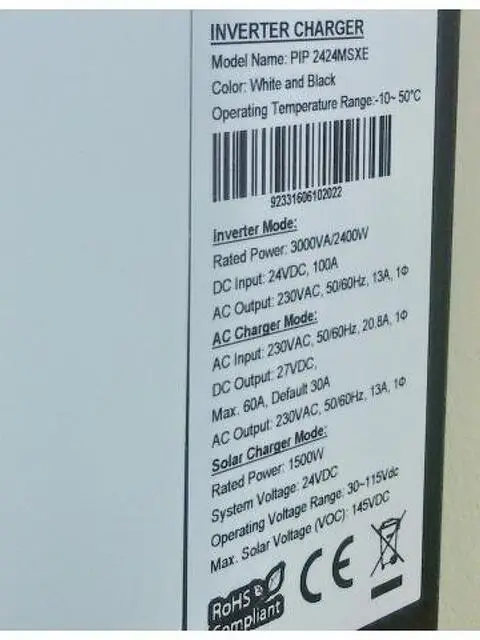 INVERTER CHARGER
Model Name: PIP 2424MSXE
Color: White and Black
Operating Temperature Range:-10~ 50°C
92331606102022
Inverter Mode:
Rated Power: 3000VA/2400W
DC Input: 24VDC, 100A
AC Output: 230VAC, 50/60Hz, 13A, 1Φ
AC Charger Mode:
AC Input: 230VAC, 50/60Hz, 20.8A, 1Φ
DC Output: 27VDC,
Max. 60A, Default 30A
AC Output: 230VAC, 50/60Hz, 13A, 1Φ
Solar Charger Mode:
Rated Power: 1500W
System Voltage: 24VDC
Operating Voltage Range: 30~115Vdc
Max. Solar Voltage (VOC): 145VDC
RoHS
Compliant
CE